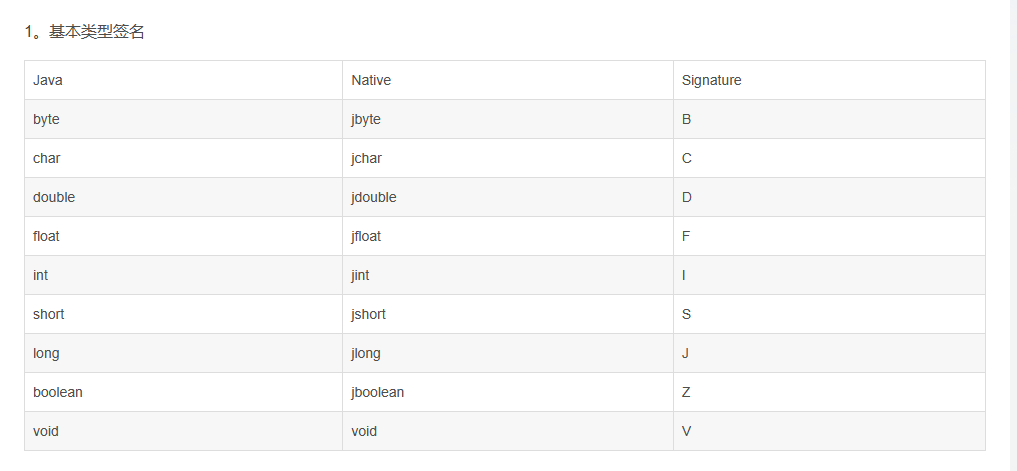 1。基本类型签名
Java Native Signature
byte jbyte B
char jchar C
double jdouble D
float jfloat F
int jint I
short jshort S
long jlong J
boolean jboolean Z
void void V